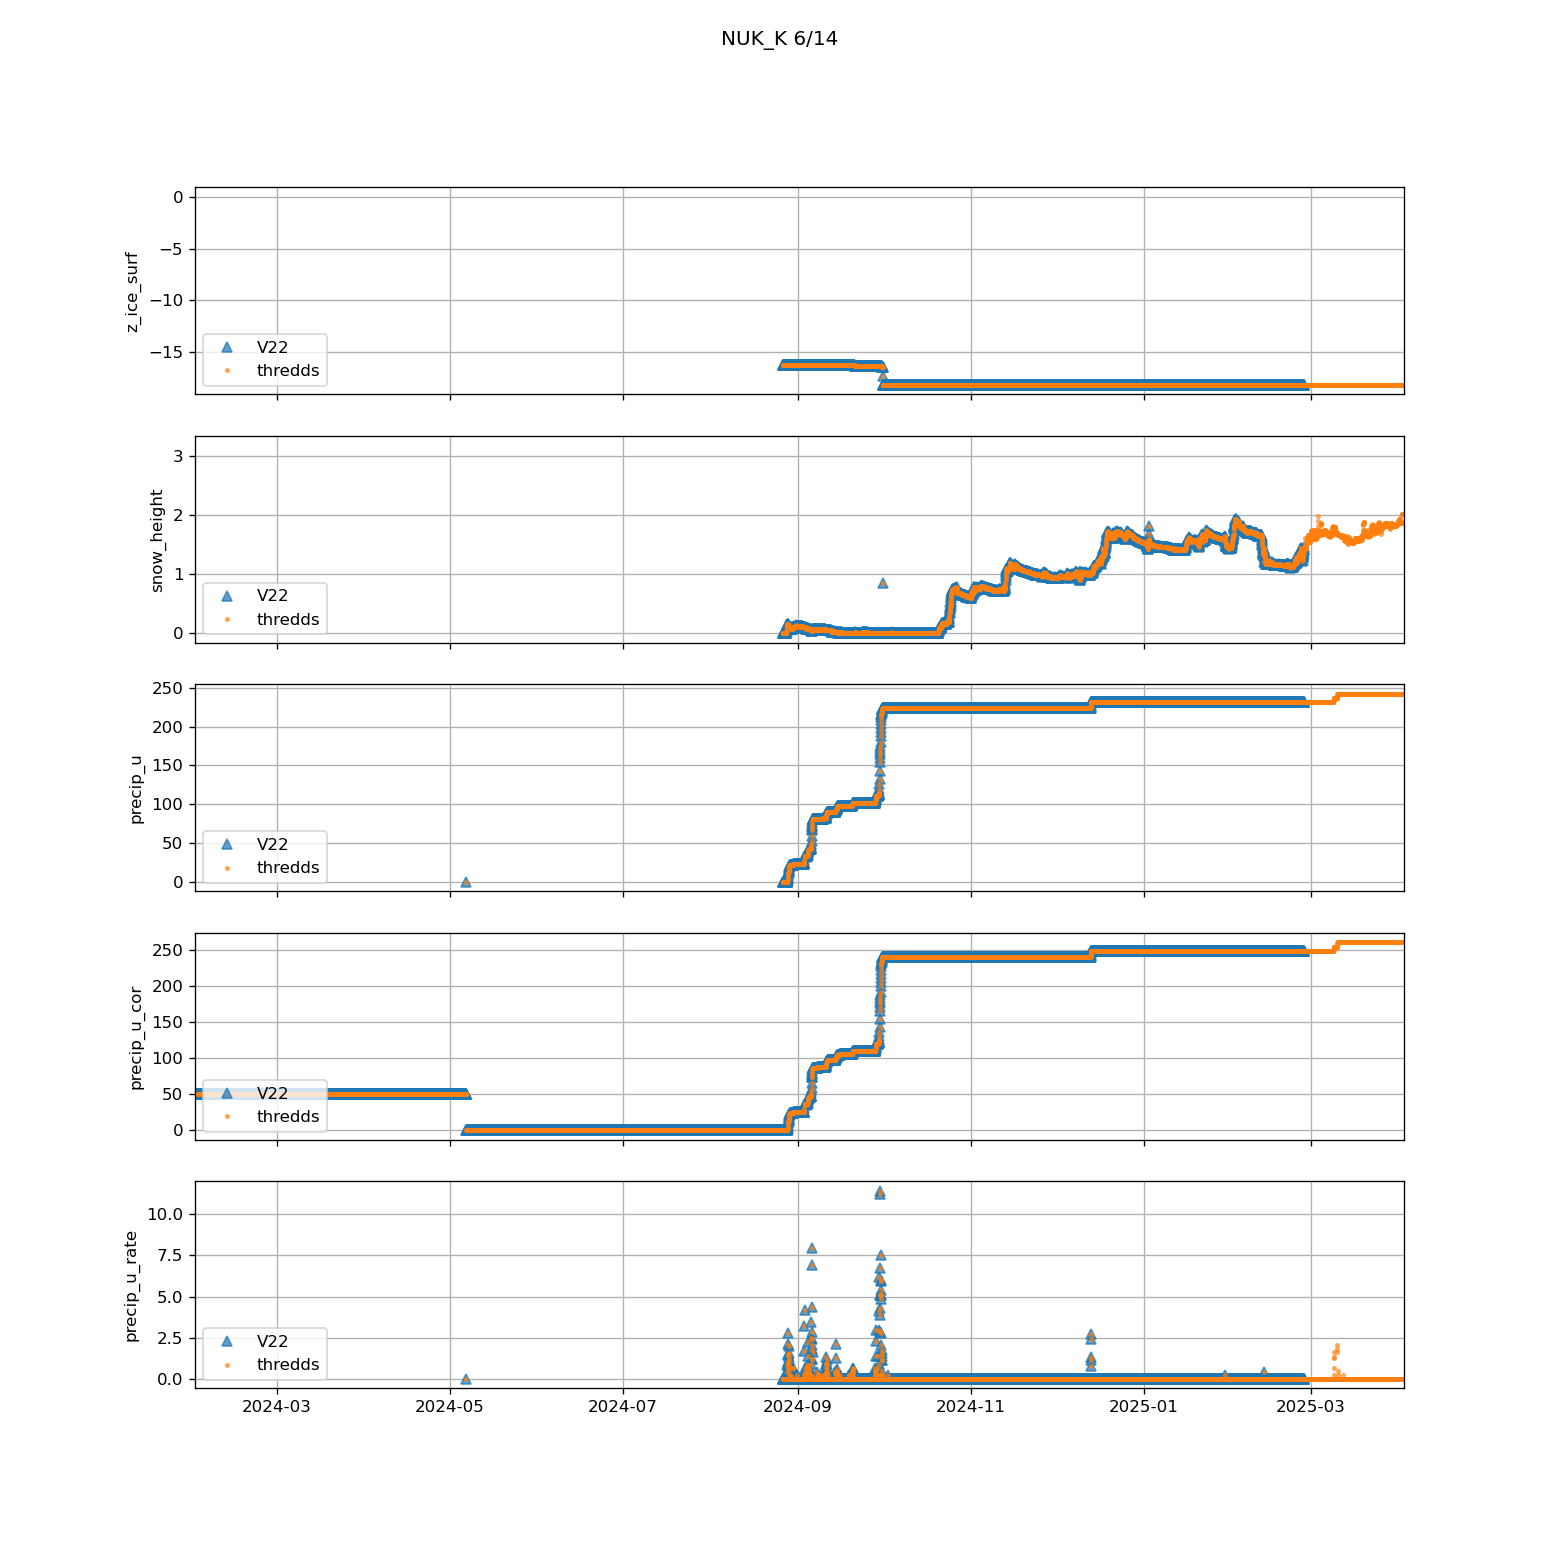 NUK_K 6/14
0
−5
−10
−15
z_ice_surf
V22
thredds
3
2
1
0
snow_height
V22
thredds
250
200
150
100
50
0
precip_u
V22
thredds
250
200
150
100
50
0
precip_u_cor
V22
thredds
10.0
7.5
5.0
2.5
0.0
precip_u_rate
V22
thredds
2024-03 2024-05 2024-07 2024-09 2024-11 2025-01 2025-03